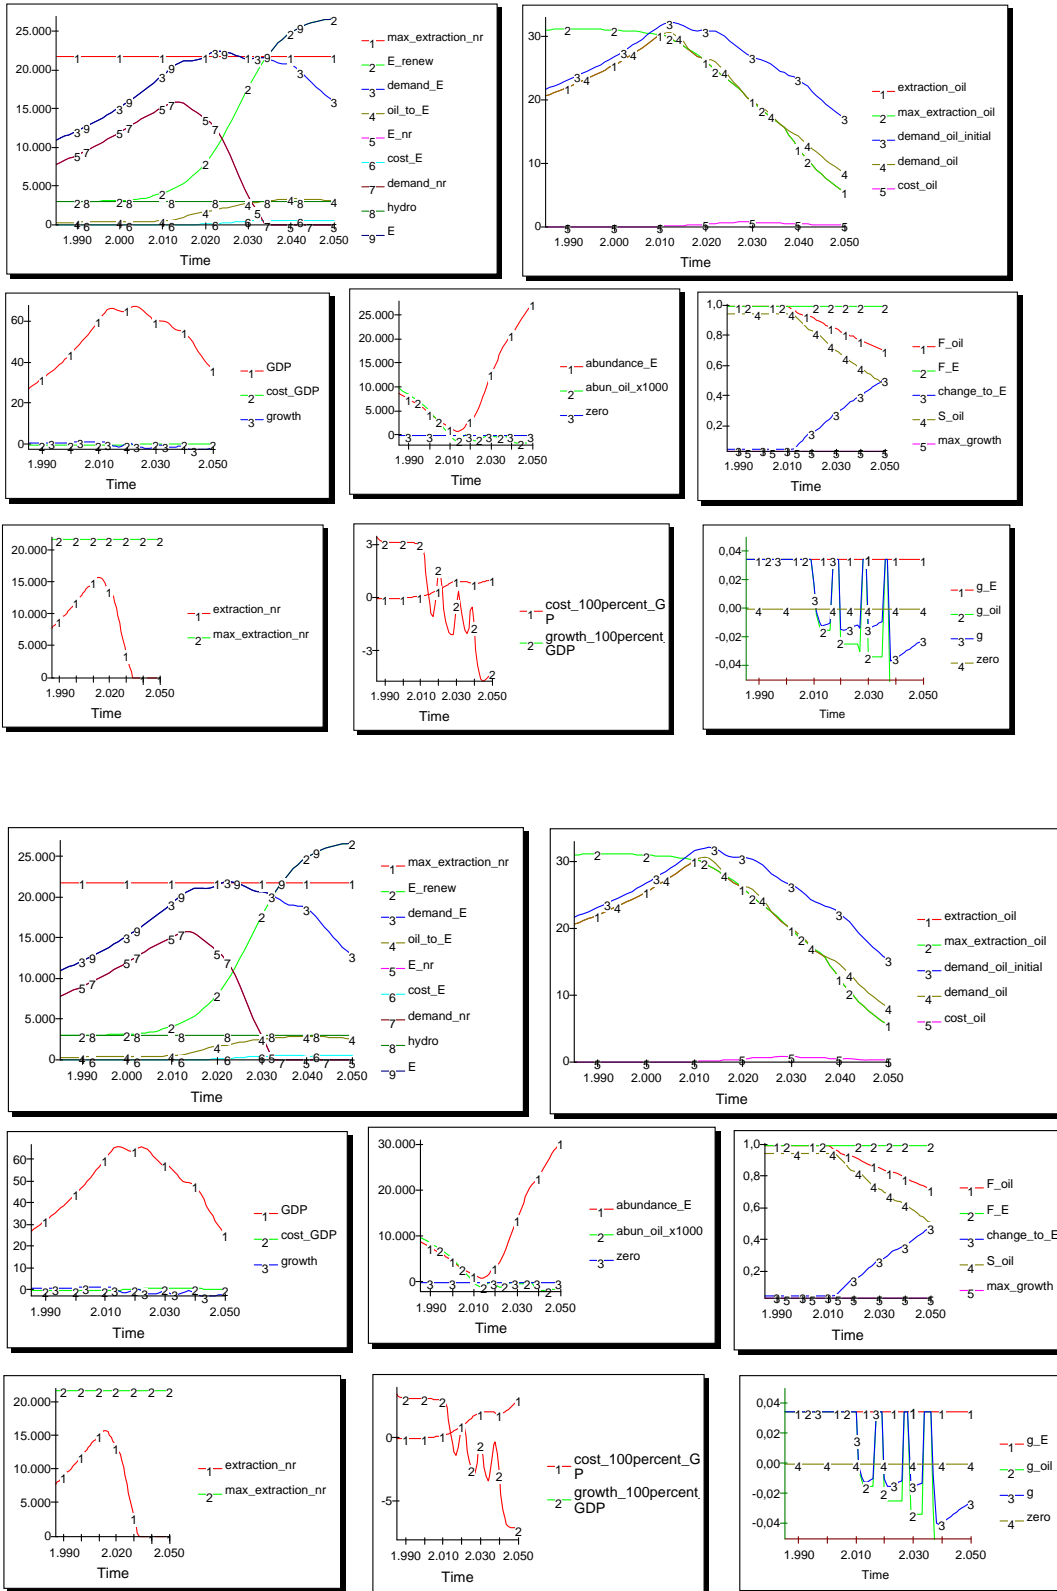 25.000
20.000
15.000
10.000
5.000
0
1.990 2.000 2.010 2.020 2.030 2.040 2.050
Time
1 max_extraction_nr
2 E_renew
3 demand_E
4 oil_to_E
5 E_nr
6 cost_E
7 demand_nr
8 hydro
9 E
30
20
10
0
1.990 2.000 2.010 2.020 2.030 2.040 2.050
Time
1 extraction_oil
2 max_extraction_oil
3 demand_oil_initial
4 demand_oil
5 cost_oil
60
40
20
0
1.990 2.010 2.030 2.050
Time
1 GDP
2 cost_GDP
3 growth
25.000
20.000
15.000
10.000
5.000
0
1.990 2.010 2.030 2.050
Time
1 abundance_E
2 abun_oil_x1000
3 zero
1,0
0,8
0,6
0,4
0,2
1.990 2.010 2.030 2.050
Time
1 F_oil
2 F_E
3 change_to_E
4 S_oil
5 max_growth
20.000
15.000
10.000
5.000
0
1.990 2.020 2.050
Time
1 extraction_nr
2 max_extraction_nr
3
0
-3
1.990 2.010 2.030 2.050
Time
1 cost_100percent_G
P
2 growth_100percent_
GDP
0,04
0,02
0,00
-0,02
-0,04
1.990 2.010 2.030 2.050
Time
1 g_E
2 g_oil
3 g
4 zero
25.000
20.000
15.000
10.000
5.000
0
1.990 2.000 2.010 2.020 2.030 2.040 2.050
Time
1 max_extraction_nr
2 E_renew
3 demand_E
4 oil_to_E
5 E_nr
6 cost_E
7 demand_nr
8 hydro
9 E
30
20
10
0
1.990 2.000 2.010 2.020 2.030 2.040 2.050
Time
1 extraction_oil
2 max_extraction_oil
3 demand_oil_initial
4 demand_oil
5 cost_oil
60
50
40
30
20
10
0
1.990 2.010 2.030 2.050
Time
1 GDP
2 cost_GDP
3 growth
30.000
20.000
10.000
0
1.990 2.010 2.030 2.050
Time
1 abundance_E
2 abun_oil_x1000
3 zero
1,0
0,8
0,6
0,4
0,2
1.990 2.010 2.030 2.050
Time
1 F_oil
2 F_E
3 change_to_E
4 S_oil
5 max_growth
20.000
15.000
10.000
5.000
0
1.990 2.020 2.050
Time
1 extraction_nr
2 max_extraction_nr
0
-5
1.990 2.010 2.030 2.050
Time
1 cost_100percent_G
P
2 growth_100percent_
GDP
0,04
0,02
0,00
-0,02
-0,04
1.990 2.010 2.030 2.050
Time
1 g_E
2 g_oil
3 g
4 zero